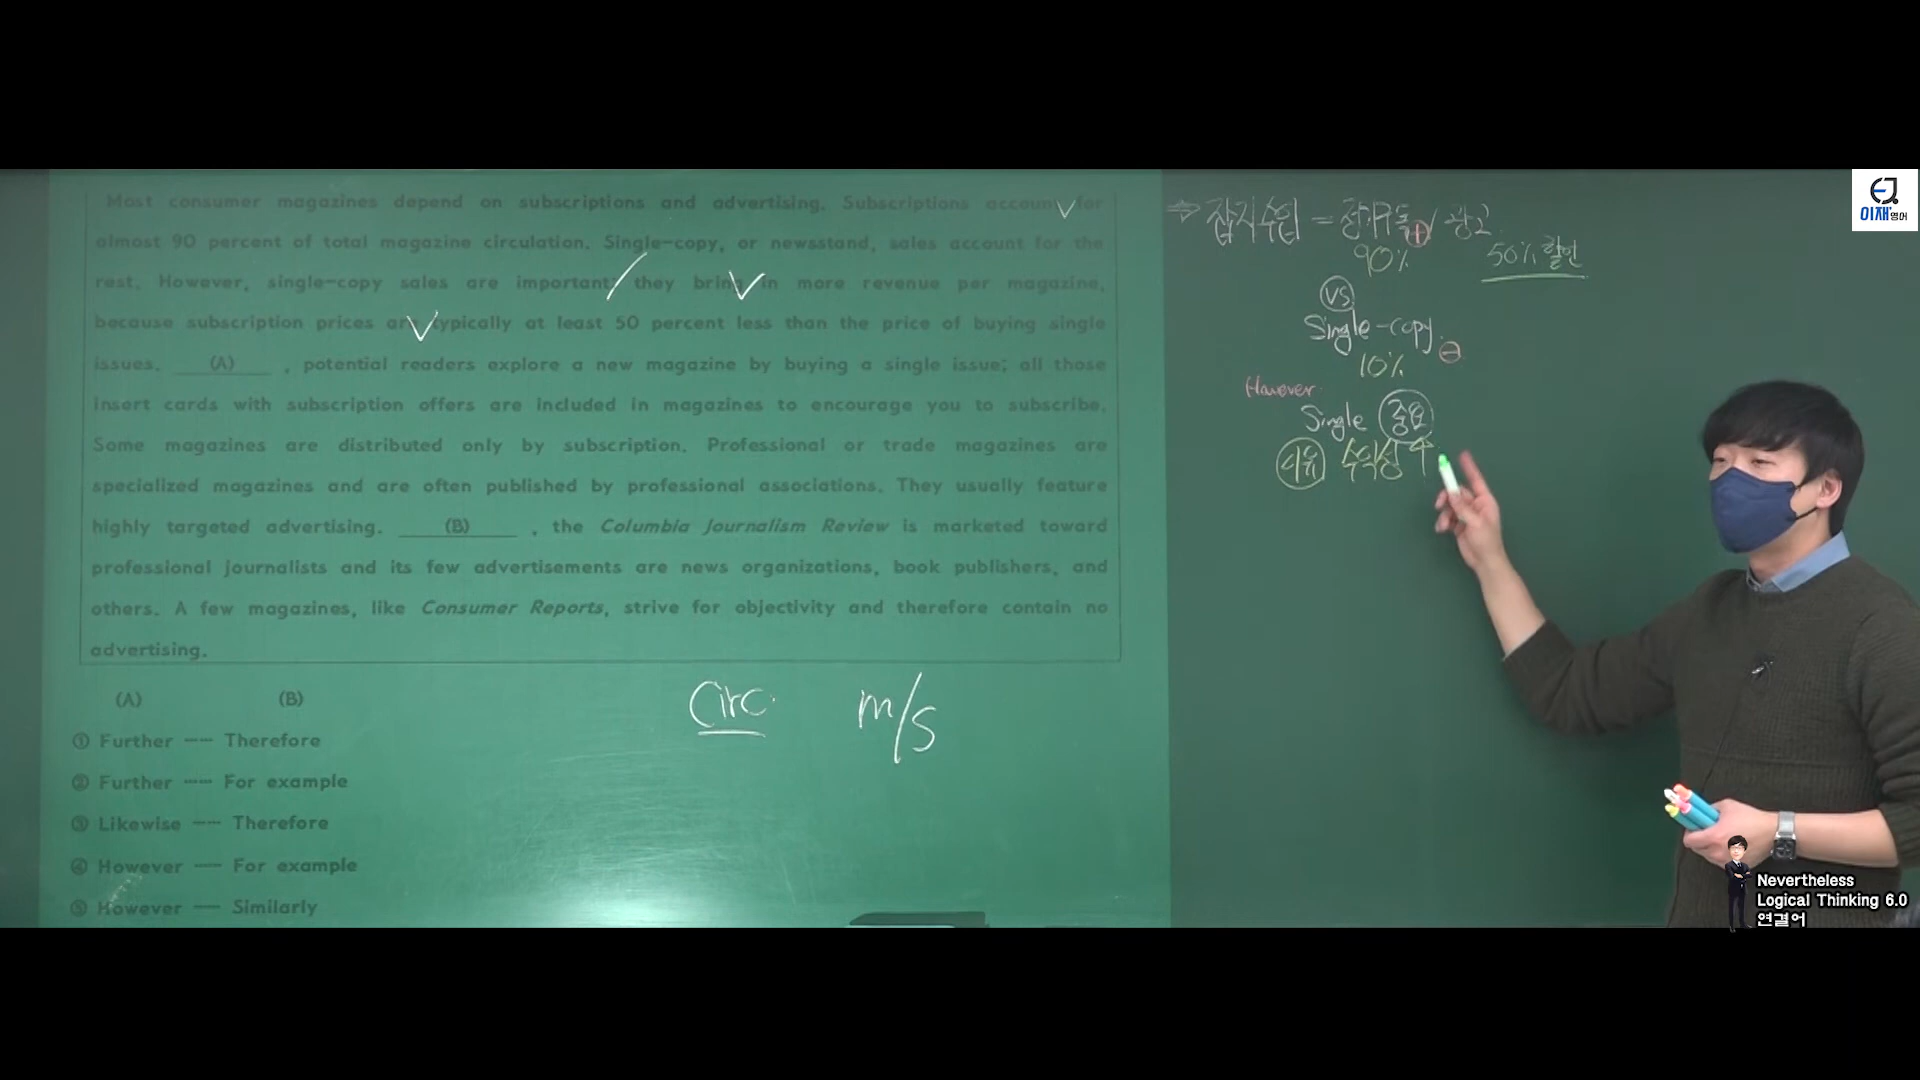 Most consumer magazines depend on subscriptions and advertising. Subscriptions account for
almost 90 percent of total magazine circulation. Single-copy, or newsstand, sales account for the
rest. However, single-copy sales are important; they bring in more revenue per magazine,
because subscription prices are typically at least 50 percent less than the price of buying single
issues. (A) , potential readers explore a new magazine by buying a single issue; all those
insert cards with subscription offers are included in magazines to encourage you to subscribe.
Some magazines are distributed only by subscription. Professional or trade magazines are
specialized magazines and are often published by professional associations. They usually feature
highly targeted advertising. (B) , the Columbia Journalism Review is marketed toward
professional journalists and its few advertisements are news organizations, book publishers, and
others. A few magazines, like Consumer Reports, strive for objectivity and therefore contain no
advertising.
(A) (B)
① Further ---- Therefore
② Further ---- For example
③ Likewise ---- Therefore
④ However ---- For example
⑤ However ---- Similarly
Circ. m/s
⇒ 잡지수입 = 정기구독 ⊕ / 광고
90% 50% 할인
VS
Single-copy.
10% ⊖
However
Single 중요
이유 수익성 ↑
EJ
이재영어
Nevertheless
Logical Thinking 6.0
연결어